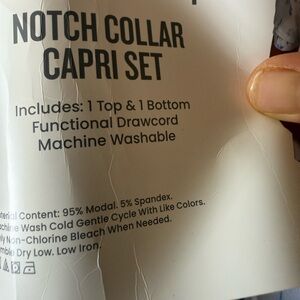 NOTCH COLLAR
CAPRI SET
Includes: 1 Top & 1 Bottom
Functional Drawcord
Machine Washable
Content: 95% Modal. 5% Spandex.
Wash Cold Gentle Cycle With Like Colors.
Non-Chlorine Bleach When Needed.
Dry Low. Low Iron.